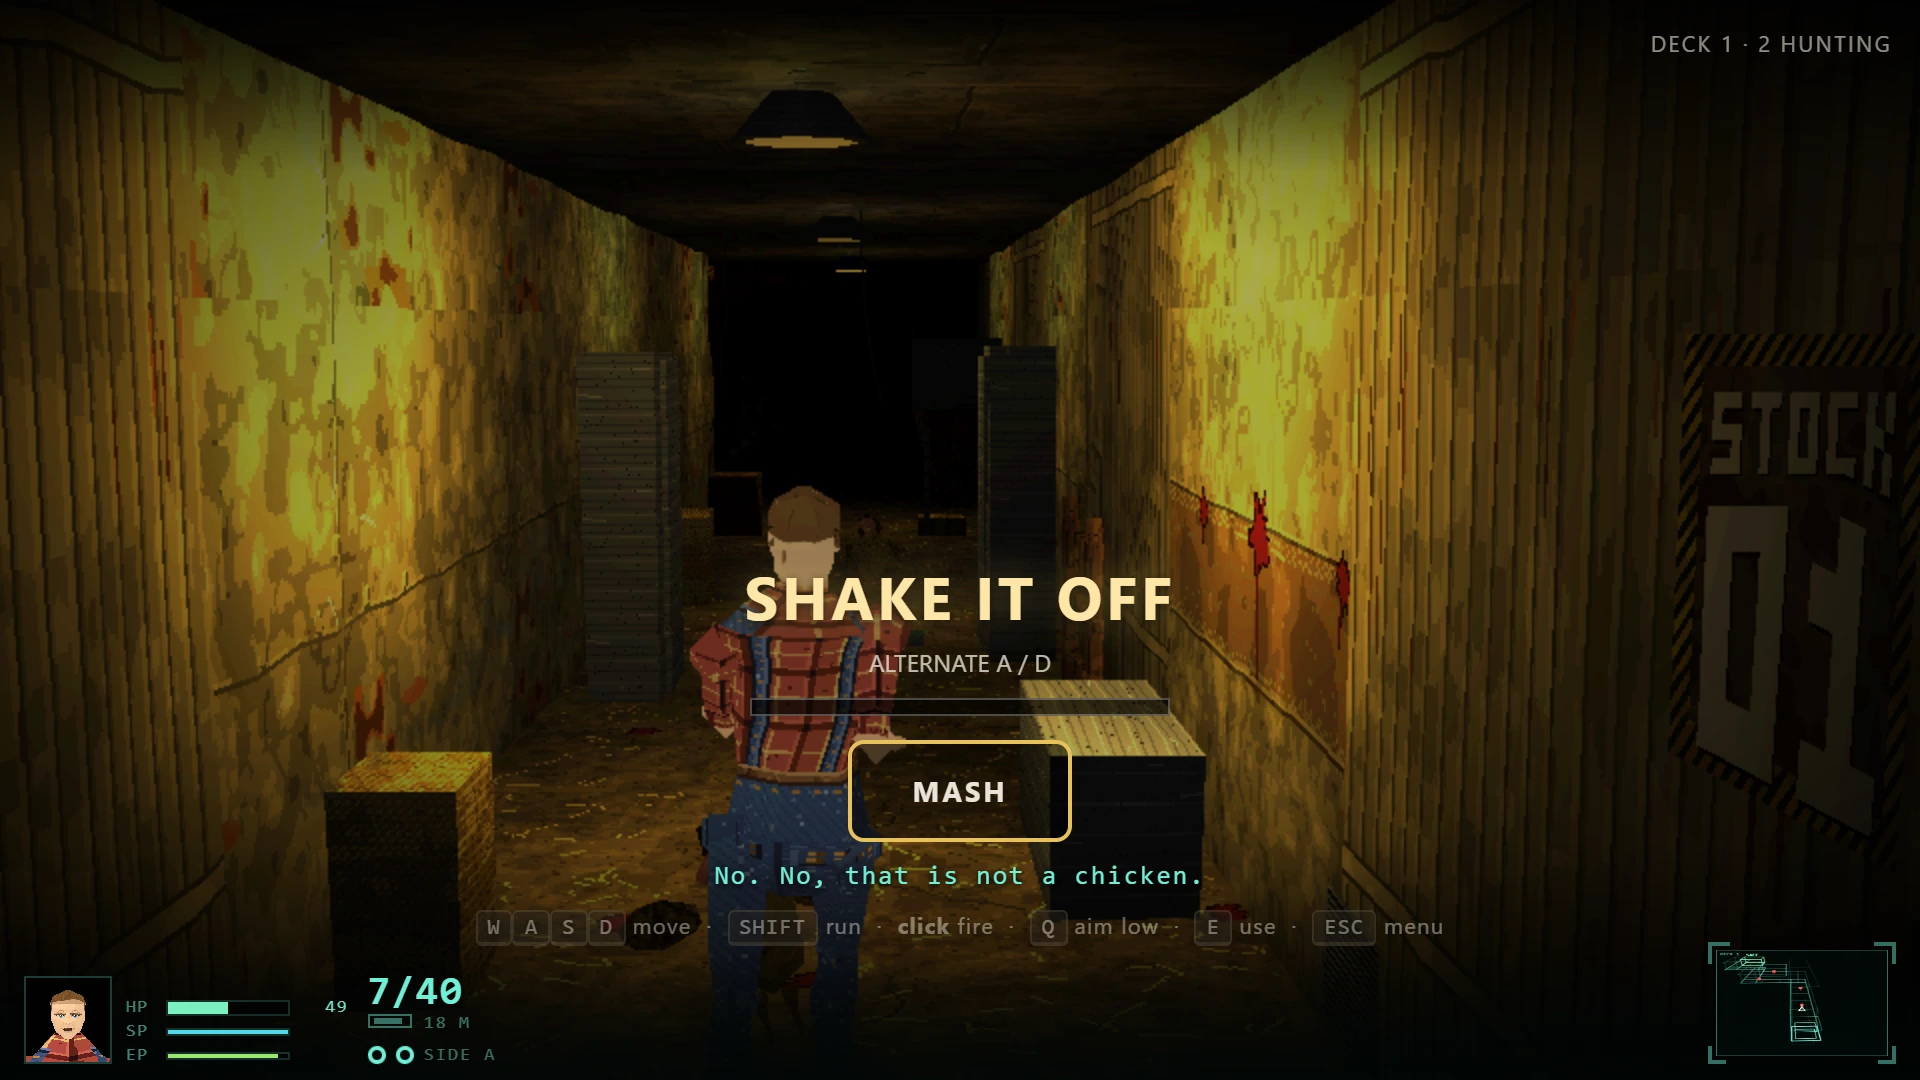 DECK 1 · 2 HUNTING
STOCK
01
SHAKE IT OFF
ALTERNATE A / D
MASH
No. No, that is not a chicken.
W A S D move · SHIFT run · click fire · Q aim low · E use · ESC menu
HP 49
SP
EP
7/40
18 M
SIDE A